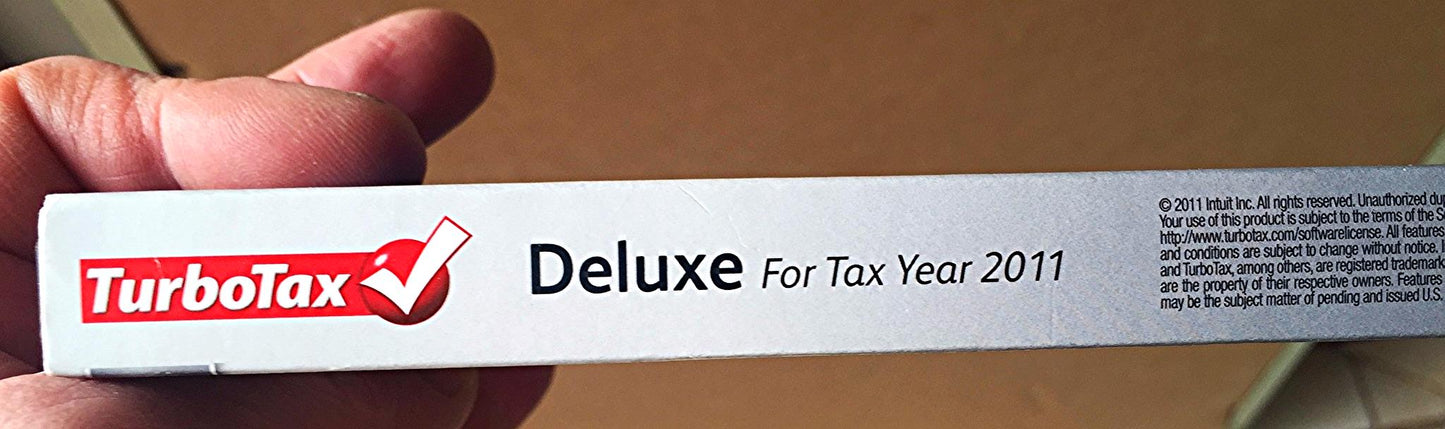 TurboTax
Deluxe For Tax Year 2011
© 2011 Intuit Inc. All rights reserved. Unauthorized
Your use of this product is subject to the terms of the
http://www.turbotax.com/softwarelicense. All features
and conditions are subject to change without notice.
and TurboTax, among others, are registered
are the property of their respective owners. Features
may be the subject matter of pending and issued U.S.